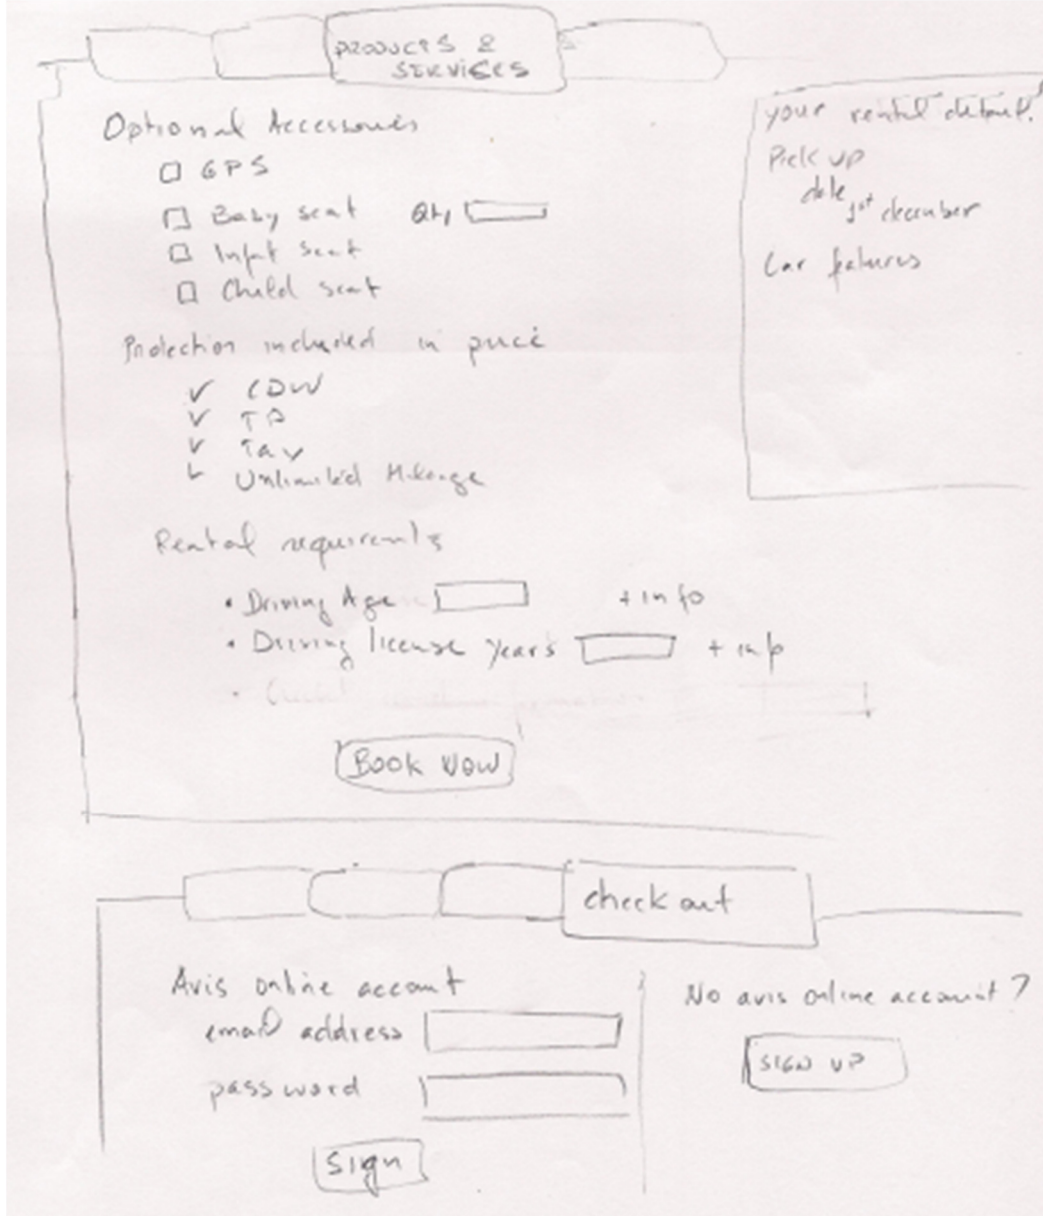 PRODUCTS &
SERVICES
Optional Accessories
GPS
Baby seat Qty
Infant Seat
Child seat
Protection included in price
CDW
TP
Tax
Unlimited Mileage
Rental requirements
• Driving Age + info
• Driving license years + info
BOOK NOW
your rental detail.
Pick up
date
1st december
Car features
check out
Avis online account
email address
password
Sign
No avis online account?
SIGN UP